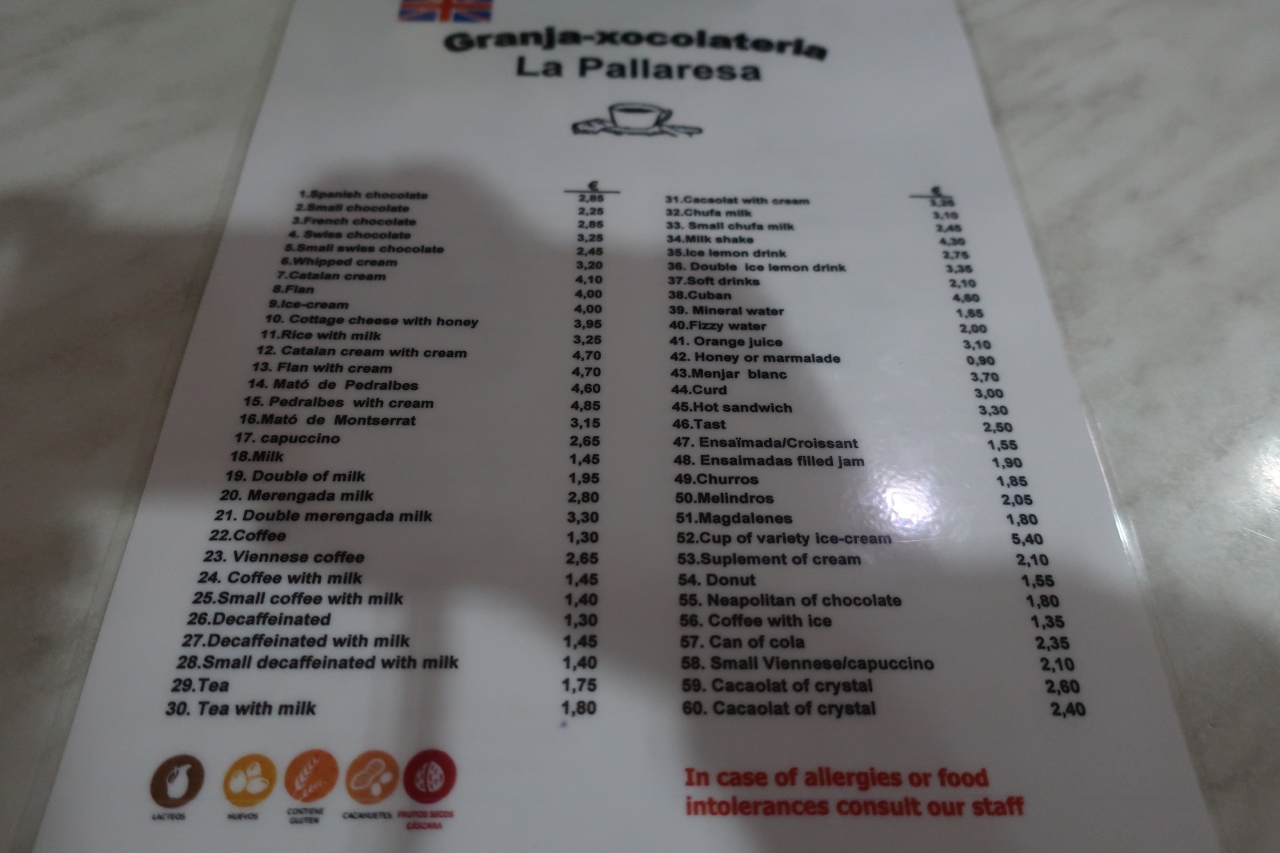 Granja-xocolateria
La Pallaresa
€
1.Spanish chocolate 2,85
2.Small chocolate 2,25
3.French chocolate 2,85
4. Swiss chocolate 3,25
5.Small swiss chocolate 2,45
6.Whipped cream 3,20
7.Catalan cream 4,10
8.Flan 4,00
9.Ice-cream 4,00
10. Cottage cheese with honey 3,95
11.Rice with milk 3,25
12. Catalan cream with cream 4,70
13. Flan with cream 4,70
14. Mató de Pedralbes 4,60
15. Pedralbes with cream 4,85
16.Mató de Montserrat 3,15
17. capuccino 2,65
18.Milk 1,45
19. Double of milk 1,95
20. Merengada milk 2,80
21. Double merengada milk 3,30
22.Coffee 1,30
23. Viennese coffee 2,65
24. Coffee with milk 1,45
25.Small coffee with milk 1,40
26.Decaffeinated 1,30
27.Decaffeinated with milk 1,45
28.Small decaffeinated with milk 1,40
29.Tea 1,75
30. Tea with milk 1,80
€
31.Cacaolat with cream 3,25
32.Chufa milk 3,10
33. Small chufa milk 2,45
34.Milk shake 4,30
35.Ice lemon drink 2,75
36. Double ice lemon drink 3,35
37.Soft drinks 2,10
38.Cuban 4,80
39. Mineral water 1,85
40.Fizzy water 2,00
41. Orange juice 3,10
42. Honey or marmalade 0,90
43.Menjar blanc 3,70
44.Curd 3,00
45.Hot sandwich 3,30
46.Tast 2,50
47. Ensaïmada/Croissant 1,55
48. Ensaimadas filled jam 1,90
49.Churros 1,85
50.Melindros 2,05
51.Magdalenes 1,80
52.Cup of variety ice-cream 5,40
53.Suplement of cream 2,10
54. Donut 1,55
55. Neapolitan of chocolate 1,80
56. Coffee with ice 1,35
57. Can of cola 2,35
58. Small Viennese/capuccino 2,10
59. Cacaolat of crystal 2,60
60. Cacaolat of crystal 2,40
LACTEOS
HUEVOS
CONTIENE
GLUTEN
CACAHUETES
FRUTOS SECOS
CÁSCARA
In case of allergies or food
intolerances consult our staff